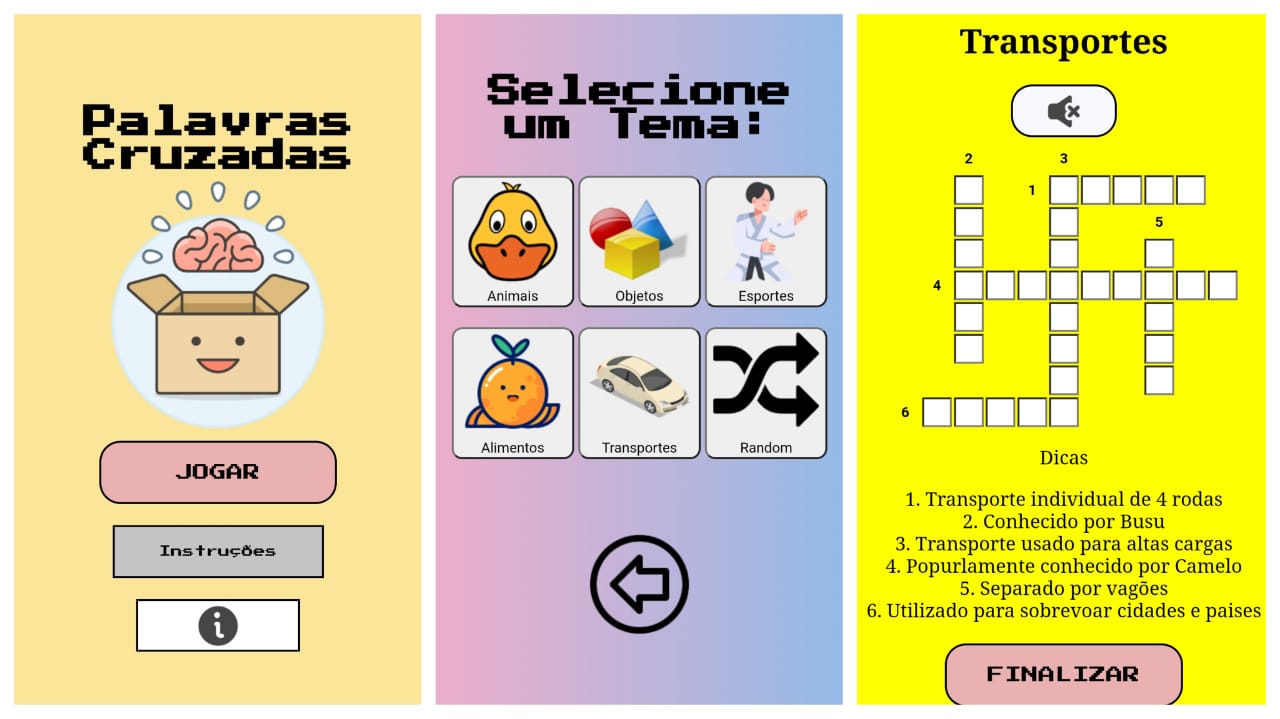 Palavras
Cruzadas
JOGAR
Instruções
i
Selecione
um Tema:
Animais
Objetos
Esportes
Alimentos
Transportes
Random
Transportes
2
3
1
5
4
6
Dicas
1. Transporte individual de 4 rodas
2. Conhecido por Busu
3. Transporte usado para altas cargas
4. Popurlamente conhecido por Camelo
5. Separado por vagões
6. Utilizado para sobrevoar cidades e paises
FINALIZAR